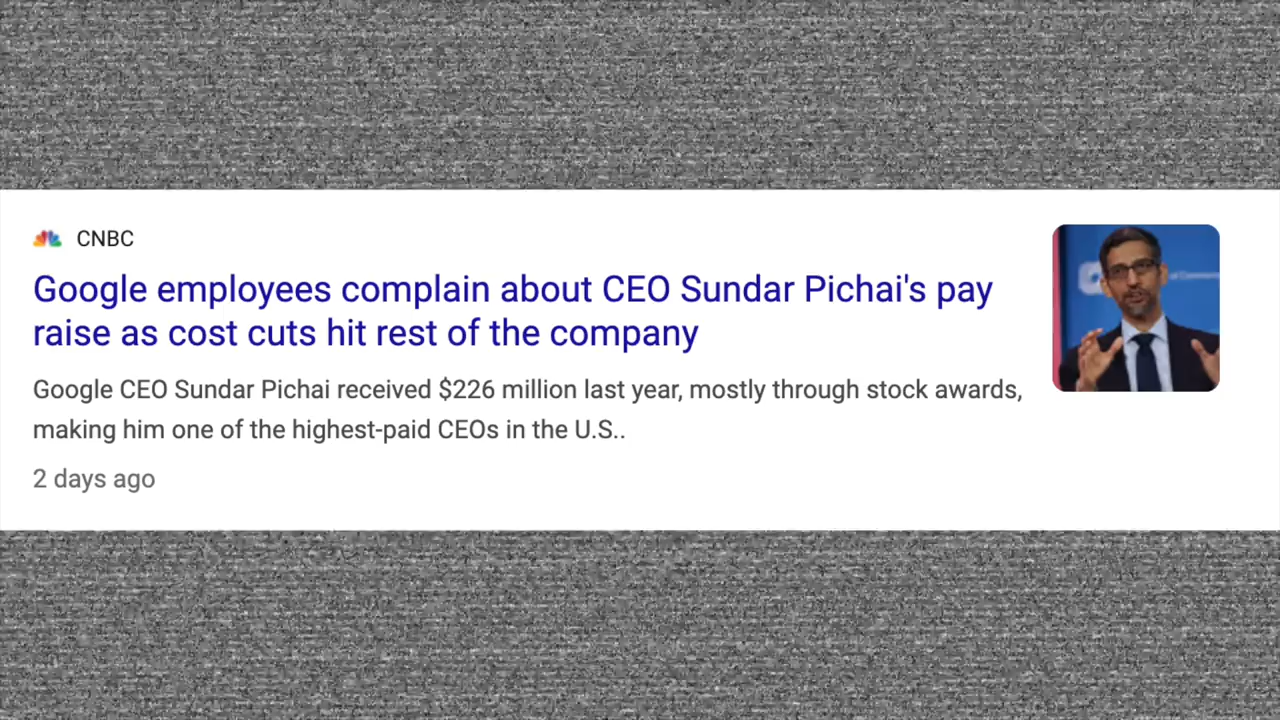 CNBC
Google employees complain about CEO Sundar Pichai's pay
raise as cost cuts hit rest of the company
Google CEO Sundar Pichai received $226 million last year, mostly through stock awards,
making him one of the highest-paid CEOs in the U.S..
2 days ago